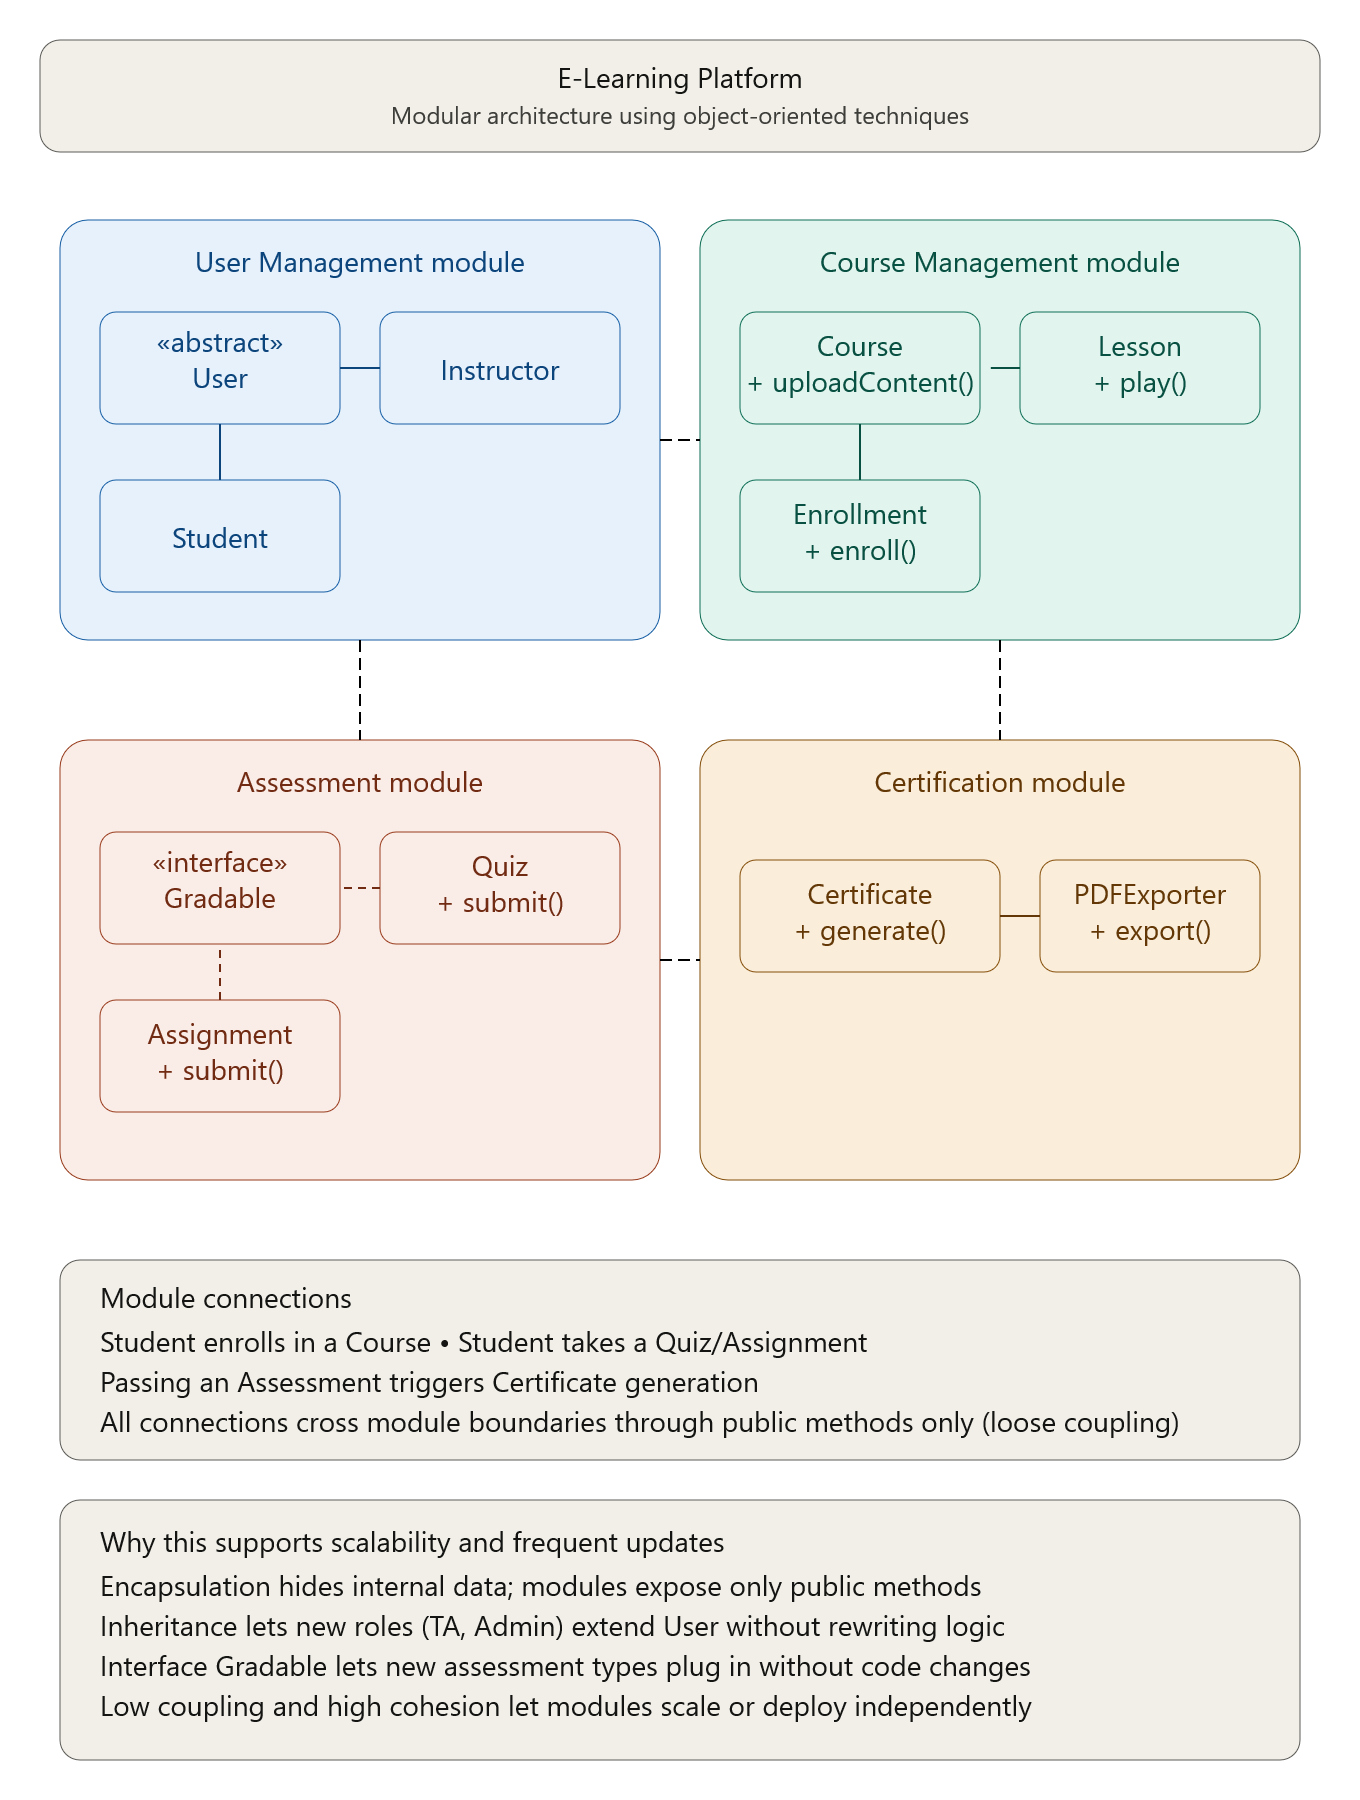 E-Learning Platform
Modular architecture using object-oriented techniques
User Management module
«abstract»
User
Instructor
Student
Course Management module
Course
+ uploadContent()
Lesson
+ play()
Enrollment
+ enroll()
Assessment module
«interface»
Gradable
Quiz
+ submit()
Assignment
+ submit()
Certification module
Certificate
+ generate()
PDFExporter
+ export()
Module connections
Student enrolls in a Course • Student takes a Quiz/Assignment
Passing an Assessment triggers Certificate generation
All connections cross module boundaries through public methods only (loose coupling)
Why this supports scalability and frequent updates
Encapsulation hides internal data; modules expose only public methods
Inheritance lets new roles (TA, Admin) extend User without rewriting logic
Interface Gradable lets new assessment types plug in without code changes
Low coupling and high cohesion let modules scale or deploy independently